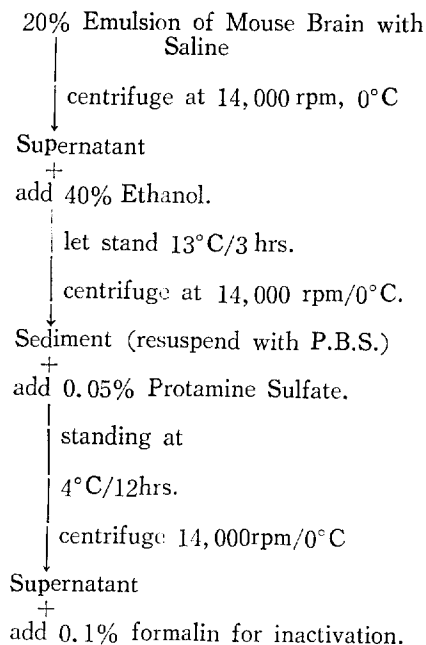 20% Emulsion of Mouse Brain with
Saline
centrifuge at 14,000 rpm, 0°C
Supernatant
+
add 40% Ethanol.
let stand 13°C/3 hrs.
centrifuge at 14,000 rpm/0°C.
Sediment (resuspend with P.B.S.)
+
add 0.05% Protamine Sulfate.
standing at
4°C/12hrs.
centrifuge 14,000rpm/0°C
Supernatant
+
add 0.1% formalin for inactivation.